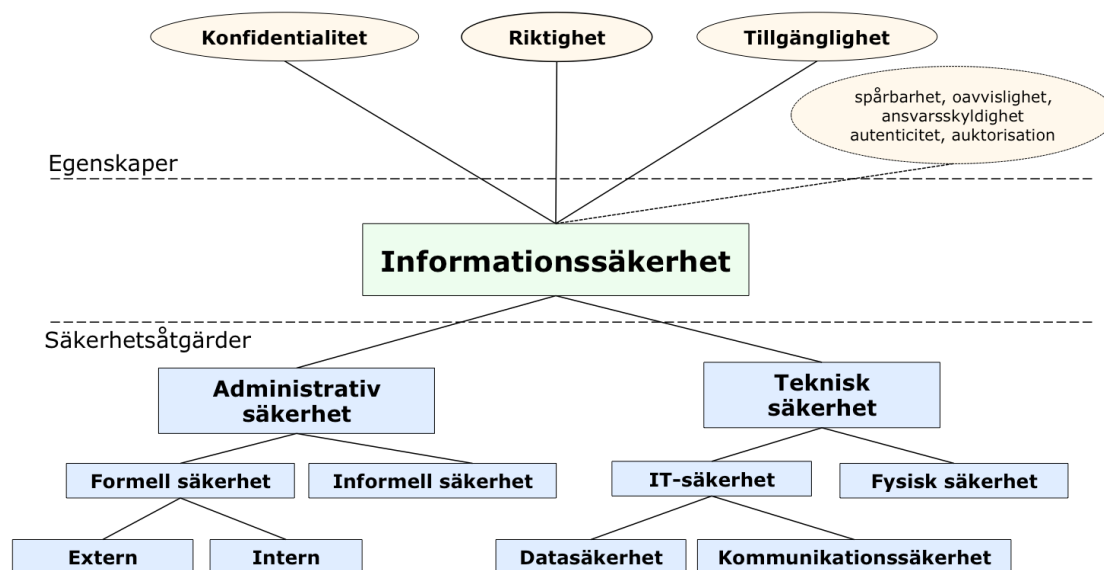 Konfidentialitet
Riktighet
Tillgänglighet
spårbarhet, oavvislighet,
ansvarsskyldighet
autenticitet, auktorisation
Egenskaper
Informationssäkerhet
Säkerhetsåtgärder
Administrativ
säkerhet
Teknisk
säkerhet
Formell säkerhet
Informell säkerhet
IT-säkerhet
Fysisk säkerhet
Extern
Intern
Datasäkerhet
Kommunikationssäkerhet